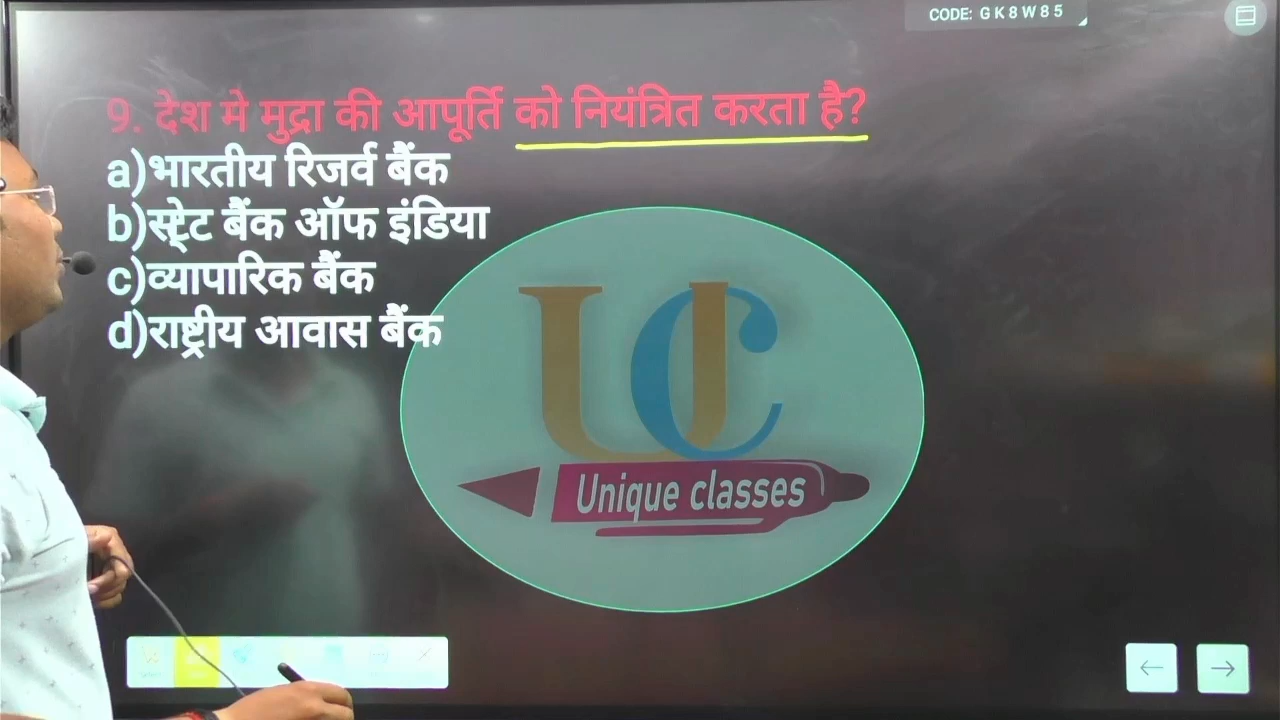 CODE: GK8W85
9. देश मे मुद्रा की आपूर्ति को नियंत्रित करता है?
a)भारतीय रिजर्व बैंक
b)स्टे्ट बैंक ऑफ इंडिया
c)व्यापारिक बैंक
d)राष्ट्रीय आवास बैंक
UC
Unique classes